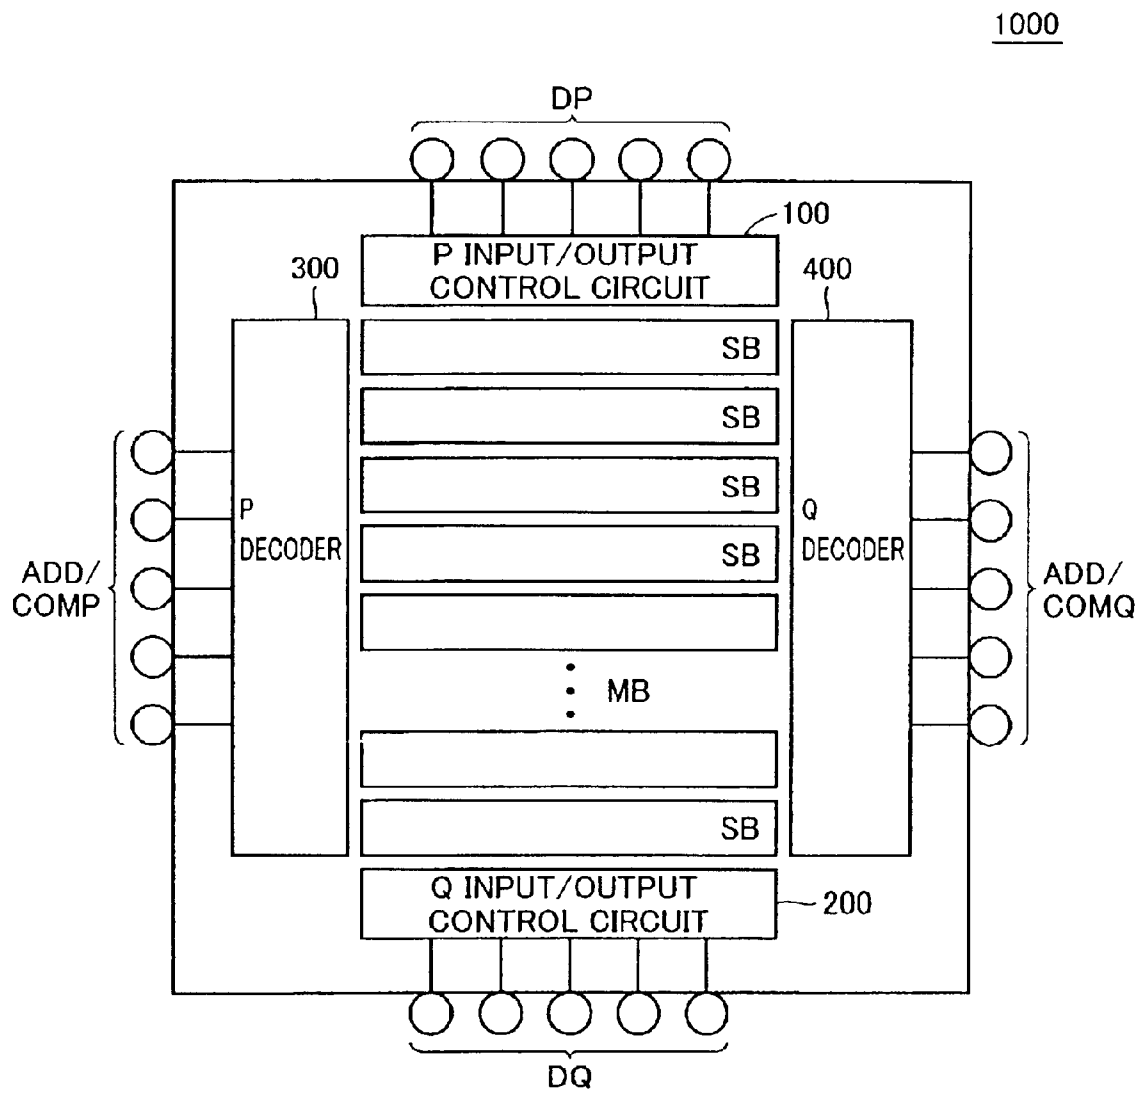 1000
DP
100
P INPUT/OUTPUT
CONTROL CIRCUIT
300
400
SB
SB
SB
SB
P
DECODER
Q
DECODER
ADD/
COMP
ADD/
COMQ
MB
SB
Q INPUT/OUTPUT
CONTROL CIRCUIT
200
DQ